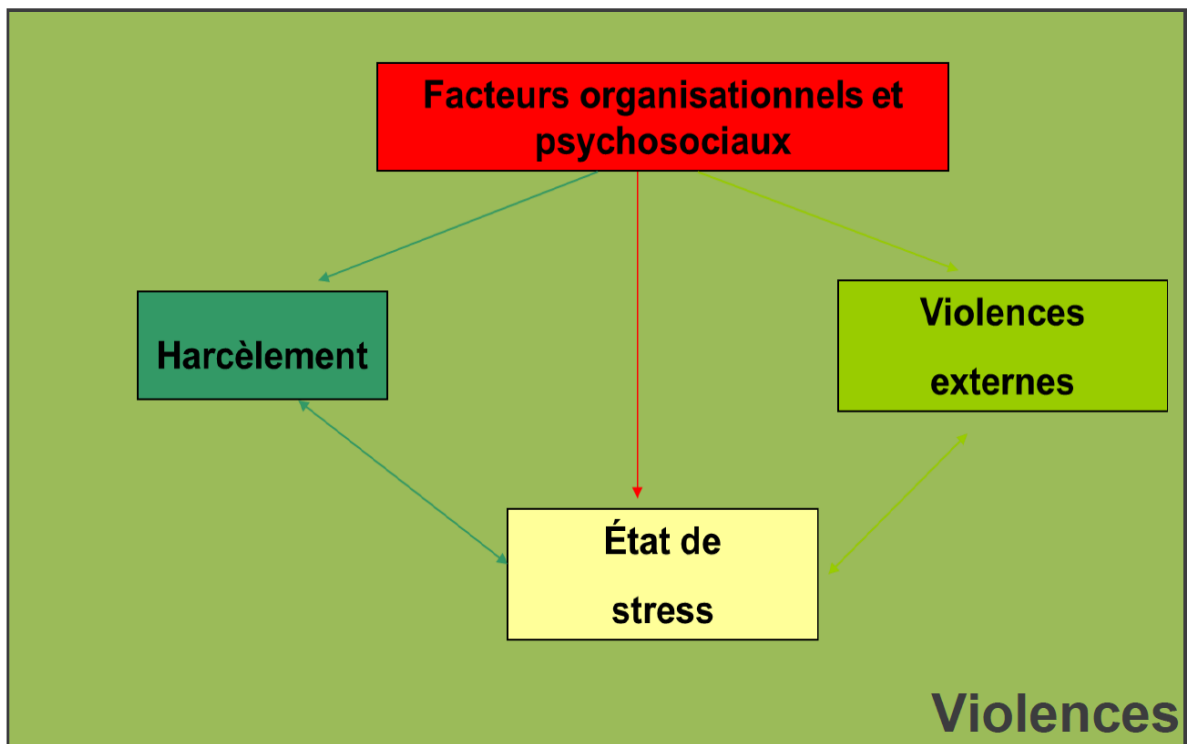 Facteurs organisationnels et
psychosociaux
Harcèlement
Violences
externes
État de
stress
Violences